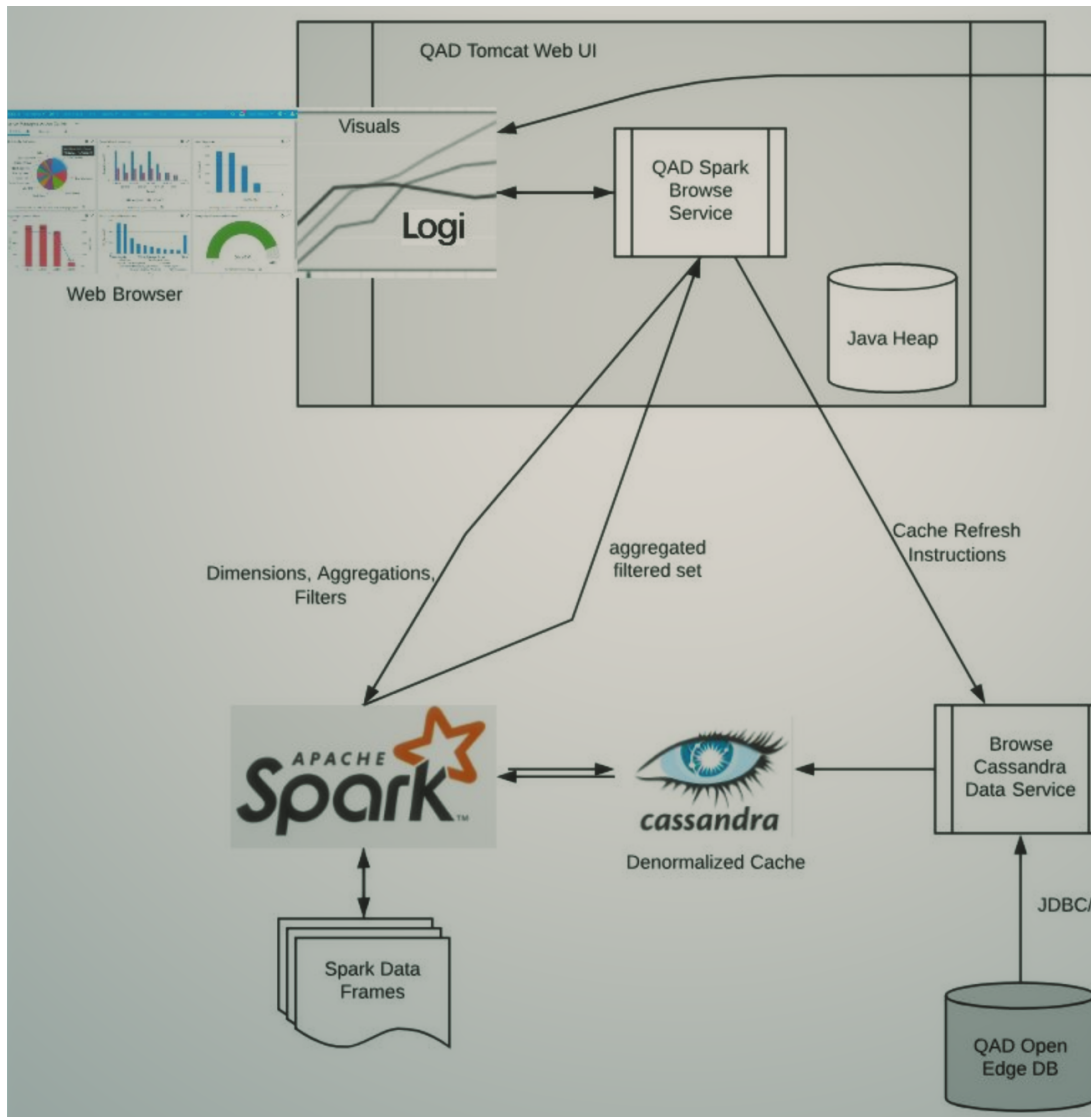 QAD Tomcat Web UI
Visuals
Logi
Web Browser
QAD Spark
Browse
Service
Java Heap
Dimensions, Aggregations,
Filters
aggregated
filtered set
Cache Refresh
Instructions
APACHE
Spark™
cassandra
Denormalized Cache
Browse
Cassandra
Data Service
JDBC/
Spark Data
Frames
QAD Open
Edge DB